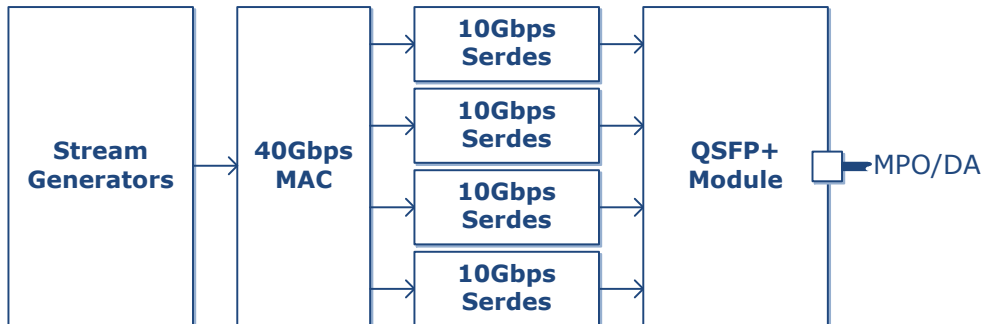 Stream
Generators
40Gbps
MAC
10Gbps
Serdes
10Gbps
Serdes
10Gbps
Serdes
10Gbps
Serdes
QSFP+
Module
MPO/DA